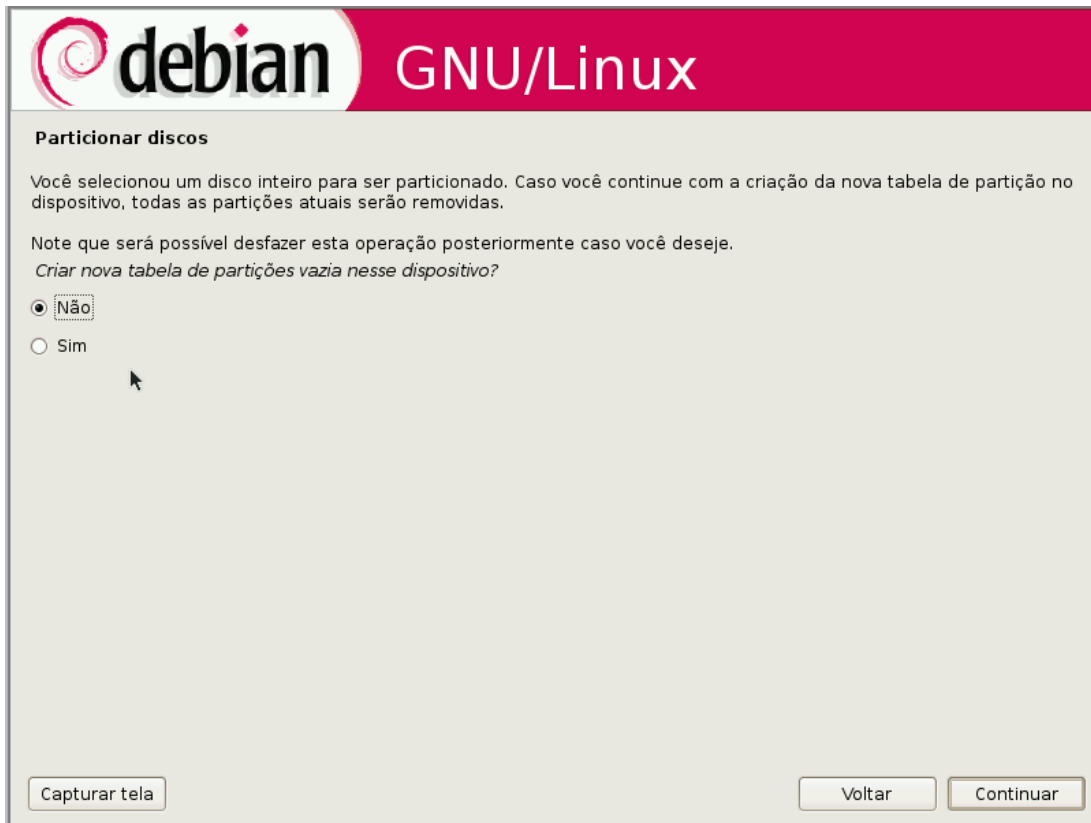 debian GNU/Linux
Particionar discos
Você selecionou um disco inteiro para ser particionado. Caso você continue com a criação da nova tabela de partição no
dispositivo, todas as partições atuais serão removidas.
Note que será possível desfazer esta operação posteriormente caso você deseje.
Criar nova tabela de partições vazia nesse dispositivo?
Não
Sim
Capturar tela Voltar Continuar